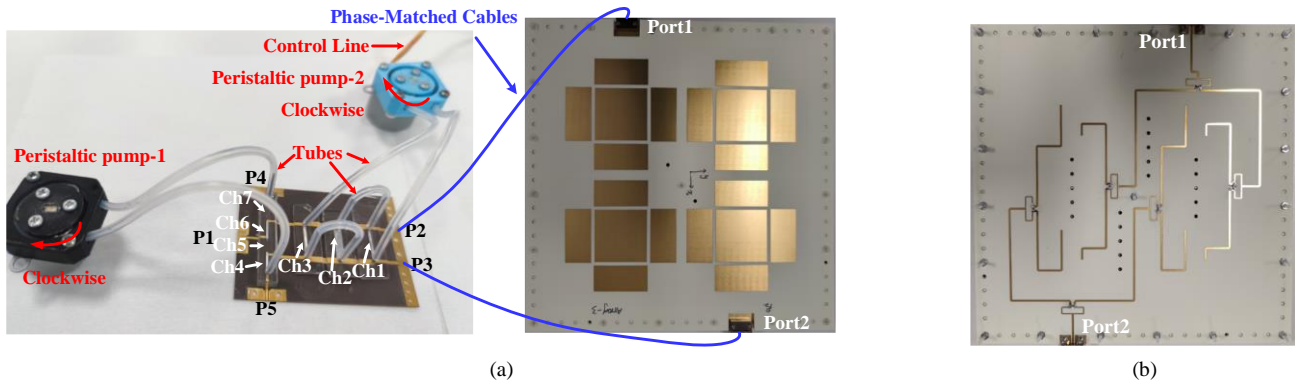 Phase-Matched Cables
Control Line
Peristaltic pump-2
Clockwise
Peristaltic pump-1
Tubes
P4
Ch7
Ch6
P1
Ch5
Ch4
Ch3
Ch2
Ch1
P2
P3
P5
Clockwise
Port1
Port2
(a)
Port1
Port2
(b)